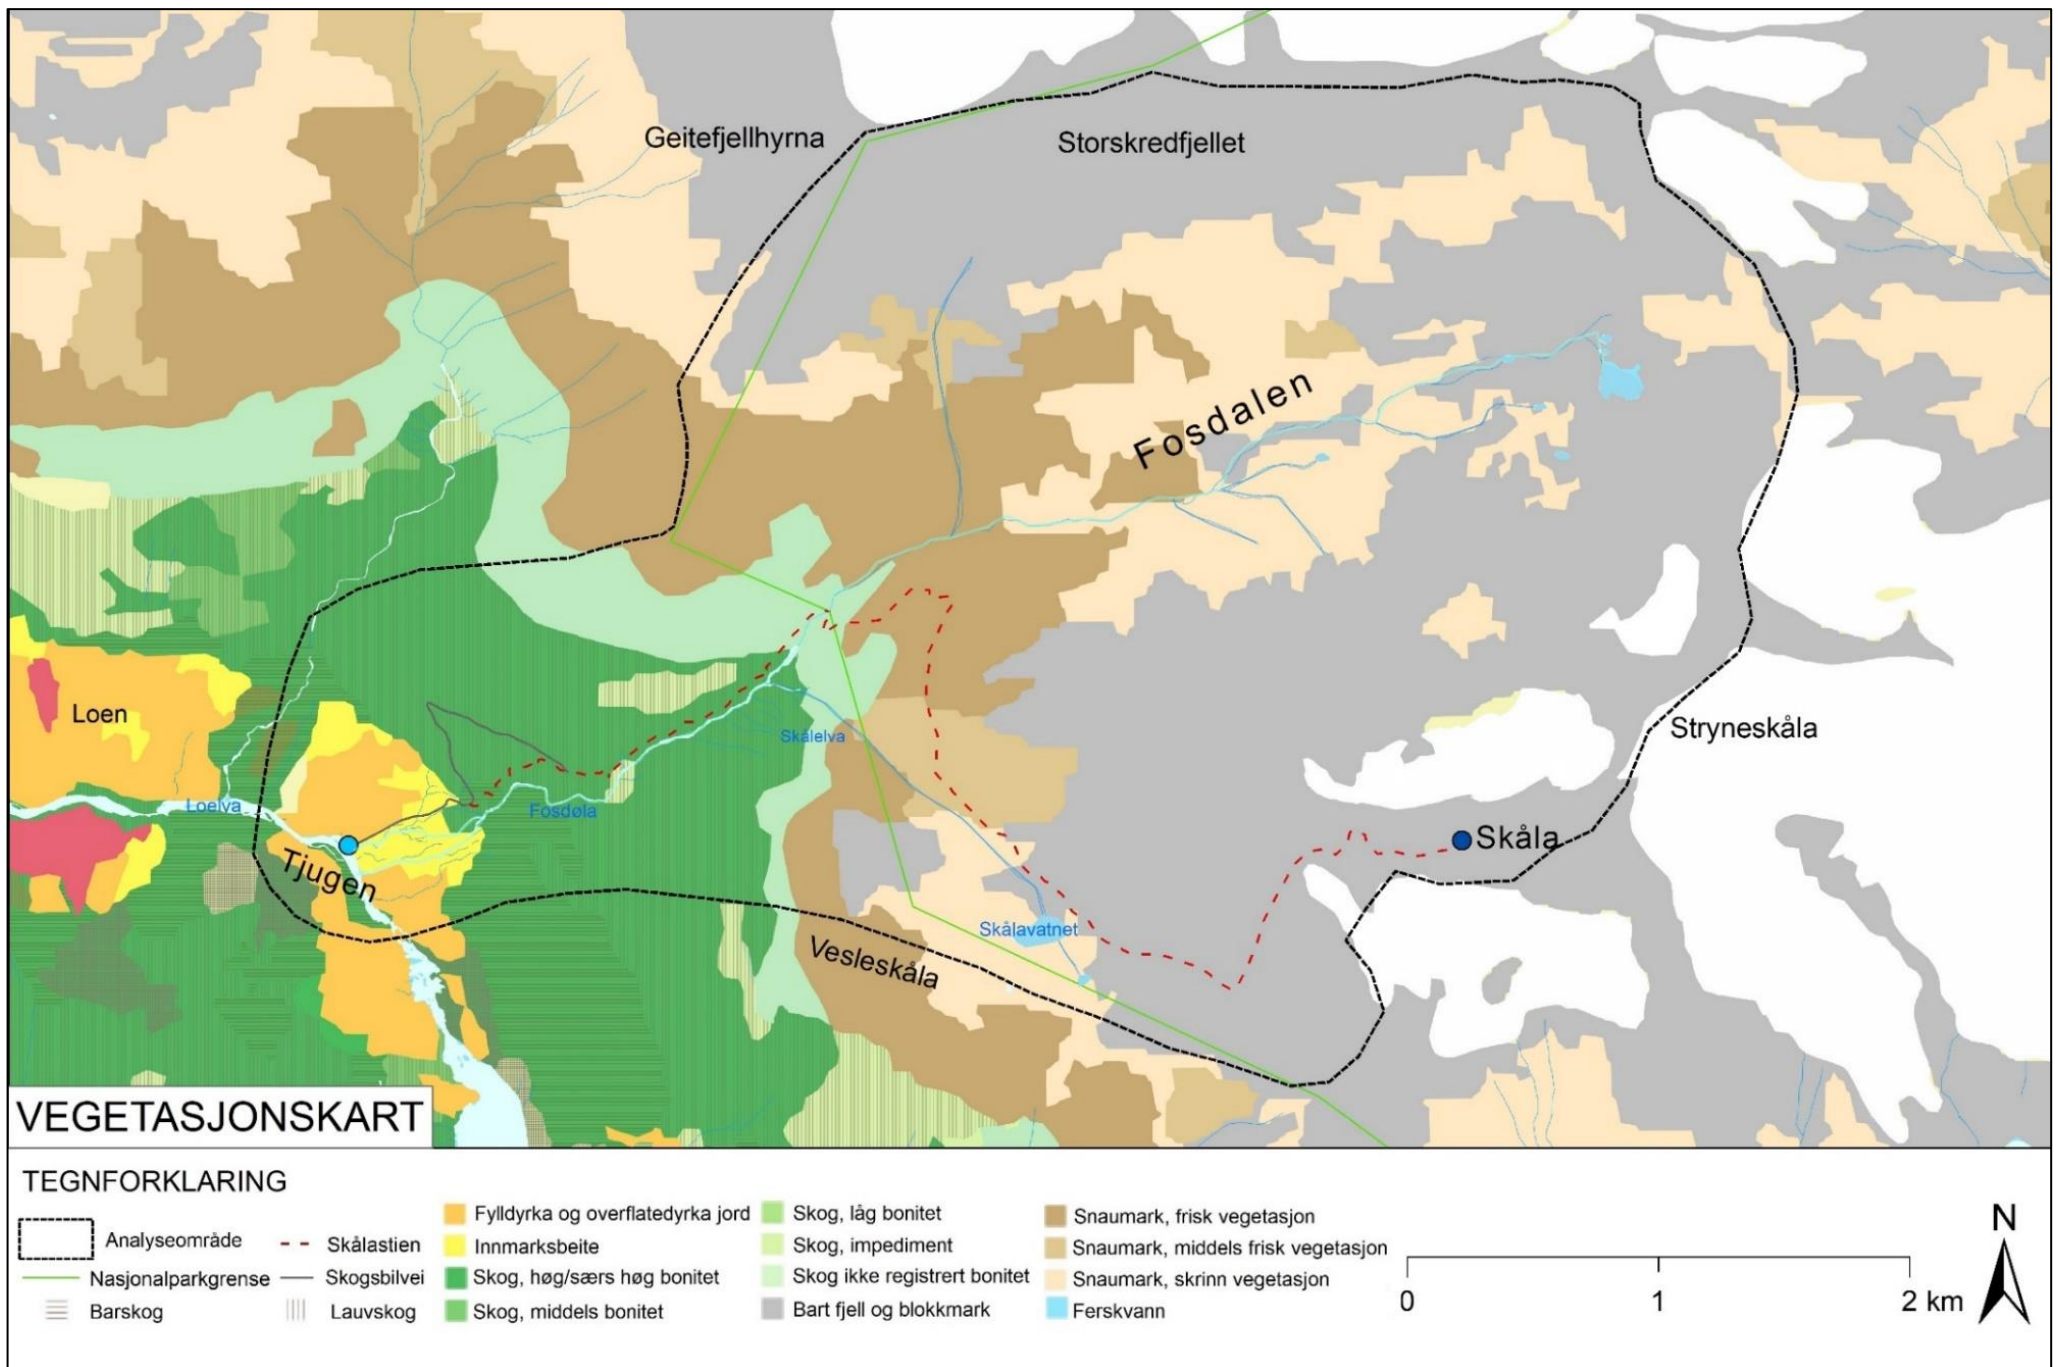 Geitefjellhyrna
Storskredfjellet
Fosdalen
Loen
Skålelva
Stryneskåla
Loelva
Fosdøla
Skåla
Tjugen
Skålavatnet
Vesleskåla
VEGETASJONSKART
TEGNFORKLARING
Analyseområde
Skålastien
Nasjonalparkgrense
Skogsbilvei
Barskog
Lauvskog
Fylldyrka og overflatedyrka jord
Innmarksbeite
Skog, høg/særs høg bonitet
Skog, middels bonitet
Skog, låg bonitet
Skog, impediment
Skog ikke registrert bonitet
Bart fjell og blokkmark
Snaumark, frisk vegetasjon
Snaumark, middels frisk vegetasjon
Snaumark, skrinn vegetasjon
Ferskvann
0 1 2 km
N